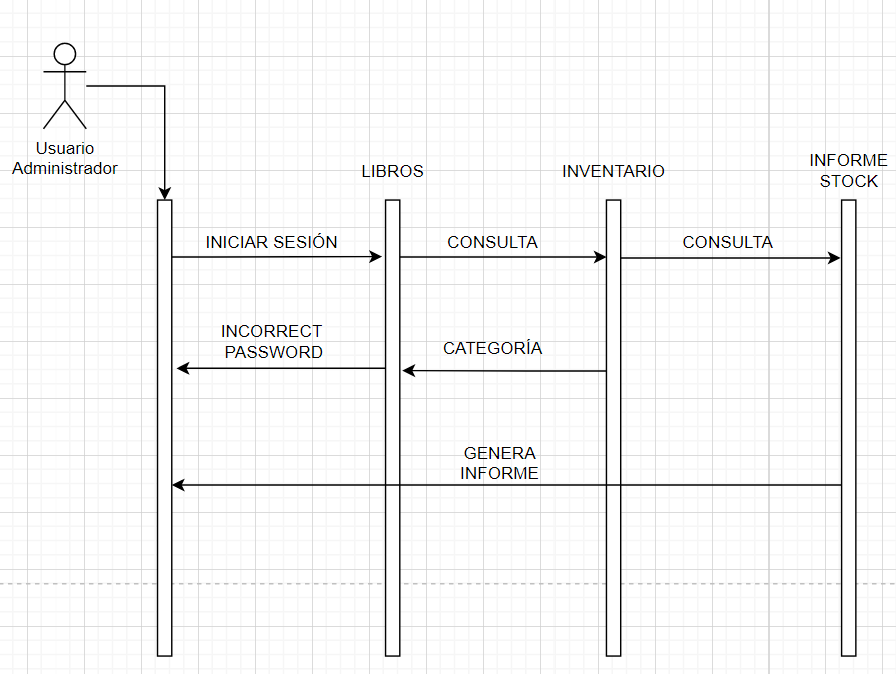 Usuario
Administrador
LIBROS
INVENTARIO
INFORME
STOCK
INICIAR SESIÓN
CONSULTA
CONSULTA
INCORRECT
PASSWORD
CATEGORÍA
GENERA
INFORME